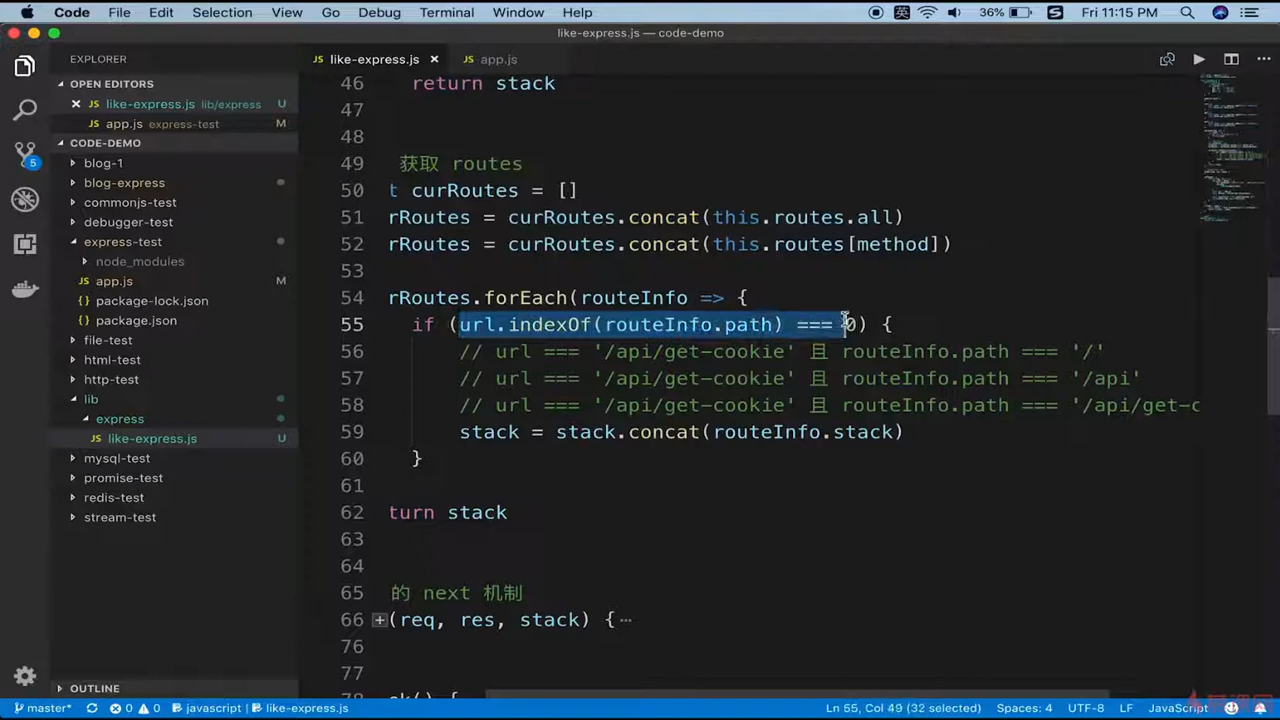 Code File Edit Selection View Go Debug Terminal Window Help 英 36% S Fri 11:15 PM
like-express.js — code-demo
EXPLORER
like-express.js × app.js
OPEN EDITORS
× JS like-express.js lib/express U
JS app.js express-test M
CODE-DEMO
blog-1
blog-express
commonjs-test
debugger-test
express-test
node_modules
JS app.js M
{} package-lock.json
{} package.json
file-test
html-test
http-test
lib
express
JS like-express.js U
mysql-test
promise-test
redis-test
stream-test
OUTLINE
5
46 return stack
47
48
49 获取 routes
50 t curRoutes = []
51 rRoutes = curRoutes.concat(this.routes.all)
52 rRoutes = curRoutes.concat(this.routes[method])
53
54 rRoutes.forEach(routeInfo => {
55 if (url.indexOf(routeInfo.path) === 0) {
56 // url === '/api/get-cookie' 且 routeInfo.path === '/'
57 // url === '/api/get-cookie' 且 routeInfo.path === '/api'
58 // url === '/api/get-cookie' 且 routeInfo.path === '/api/get-c
59 stack = stack.concat(routeInfo.stack)
60 }
61
62 turn stack
63
64
65 的 next 机制
66 (req, res, stack) {…
76
77
master* 0 0 javascript like-express.js Ln 55, Col 49 (32 selected) Spaces: 4 UTF-8 LF JavaScript